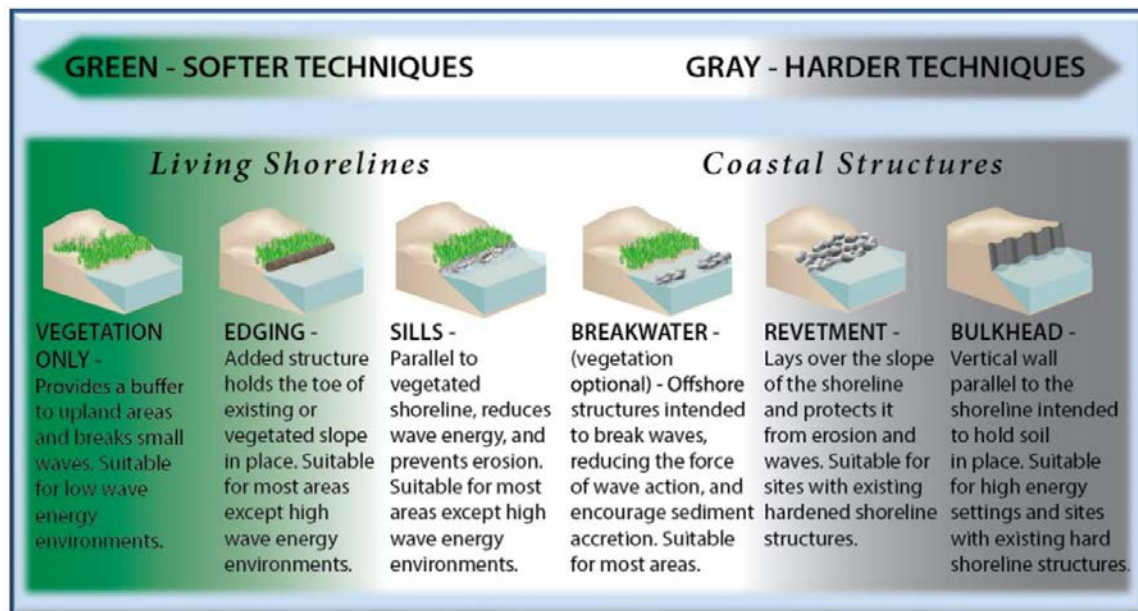 GREEN - SOFTER TECHNIQUES
GRAY - HARDER TECHNIQUES
Living Shorelines
Coastal Structures
VEGETATION
ONLY -
Provides a buffer
to upland areas
and breaks small
waves. Suitable
for low wave
energy
environments.
EDGING -
Added structure
holds the toe of
existing or
vegetated slope
in place. Suitable
for most areas
except high
wave energy
environments.
SILLS -
Parallel to
vegetated
shoreline, reduces
wave energy, and
prevents erosion.
Suitable for most
areas except high
wave energy
environments.
BREAKWATER -
(vegetation
optional) - Offshore
structures intended
to break waves,
reducing the force
of wave action, and
encourage sediment
accretion. Suitable
for most areas.
REVETMENT -
Lays over the slope
of the shoreline
and protects it
from erosion and
waves. Suitable for
sites with existing
hardened shoreline
structures.
BULKHEAD -
Vertical wall
parallel to the
shoreline intended
to hold soil
in place. Suitable
for high energy
settings and sites
with existing hard
shoreline structures.